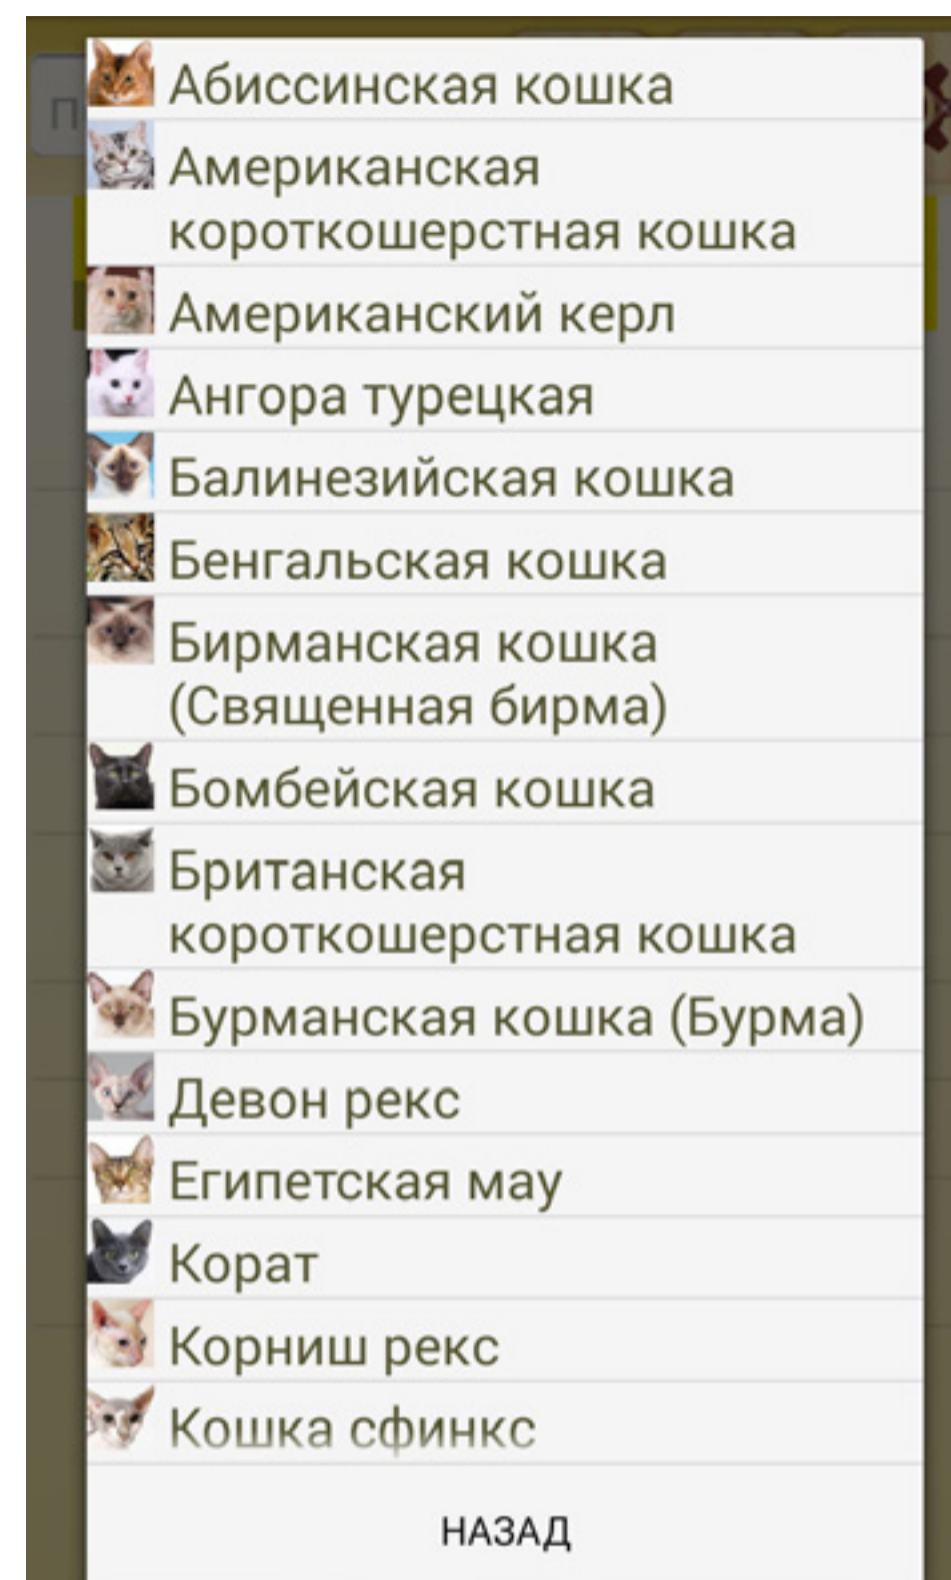 Абиссинская кошка
Американская
короткошерстная кошка
Американский керл
Ангора турецкая
Балинезийская кошка
Бенгальская кошка
Бирманская кошка
(Священная бирма)
Бомбейская кошка
Британская
короткошерстная кошка
Бурманская кошка (Бурма)
Девон рекс
Египетская мау
Корат
Корниш рекс
Кошка сфинкс
НАЗАД